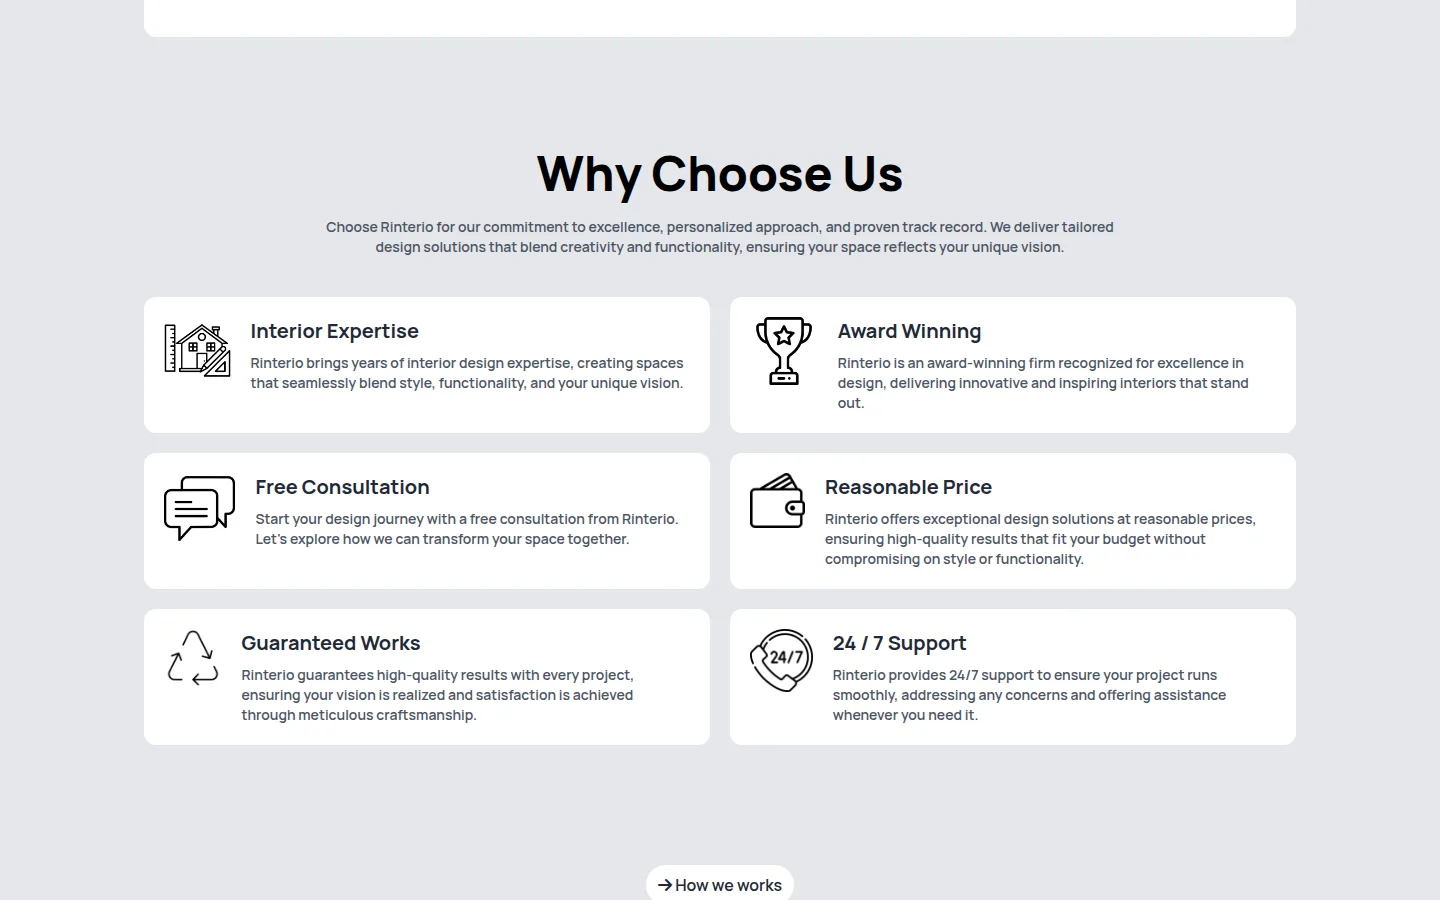 Why Choose Us
Choose Rinterio for our commitment to excellence, personalized approach, and proven track record. We deliver tailored
design solutions that blend creativity and functionality, ensuring your space reflects your unique vision.
Interior Expertise
Rinterio brings years of interior design expertise, creating spaces
that seamlessly blend style, functionality, and your unique vision.
Award Winning
Rinterio is an award-winning firm recognized for excellence in
design, delivering innovative and inspiring interiors that stand
out.
Free Consultation
Start your design journey with a free consultation from Rinterio.
Let's explore how we can transform your space together.
Reasonable Price
Rinterio offers exceptional design solutions at reasonable prices,
ensuring high-quality results that fit your budget without
compromising on style or functionality.
Guaranteed Works
Rinterio guarantees high-quality results with every project,
ensuring your vision is realized and satisfaction is achieved
through meticulous craftsmanship.
24/7
24 / 7 Support
Rinterio provides 24/7 support to ensure your project runs
smoothly, addressing any concerns and offering assistance
whenever you need it.
How we works